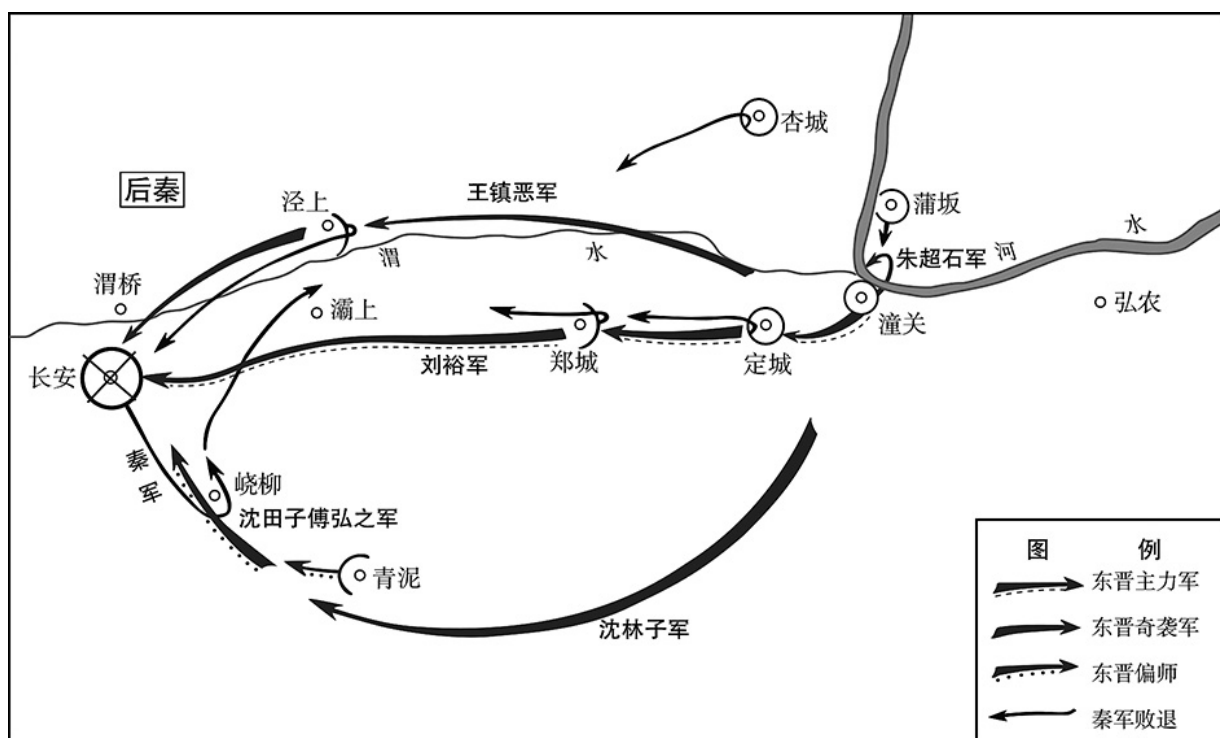 杏城
后秦
王镇恶军
蒲坂
泾上
水
渭
水
河
朱超石军
渭桥
灞上
潼关
弘农
郑城
定城
刘裕军
长安
秦军
峣柳
沈田子傅弘之军
青泥
沈林子军
图例
东晋主力军
东晋奇袭军
东晋偏师
秦军败退